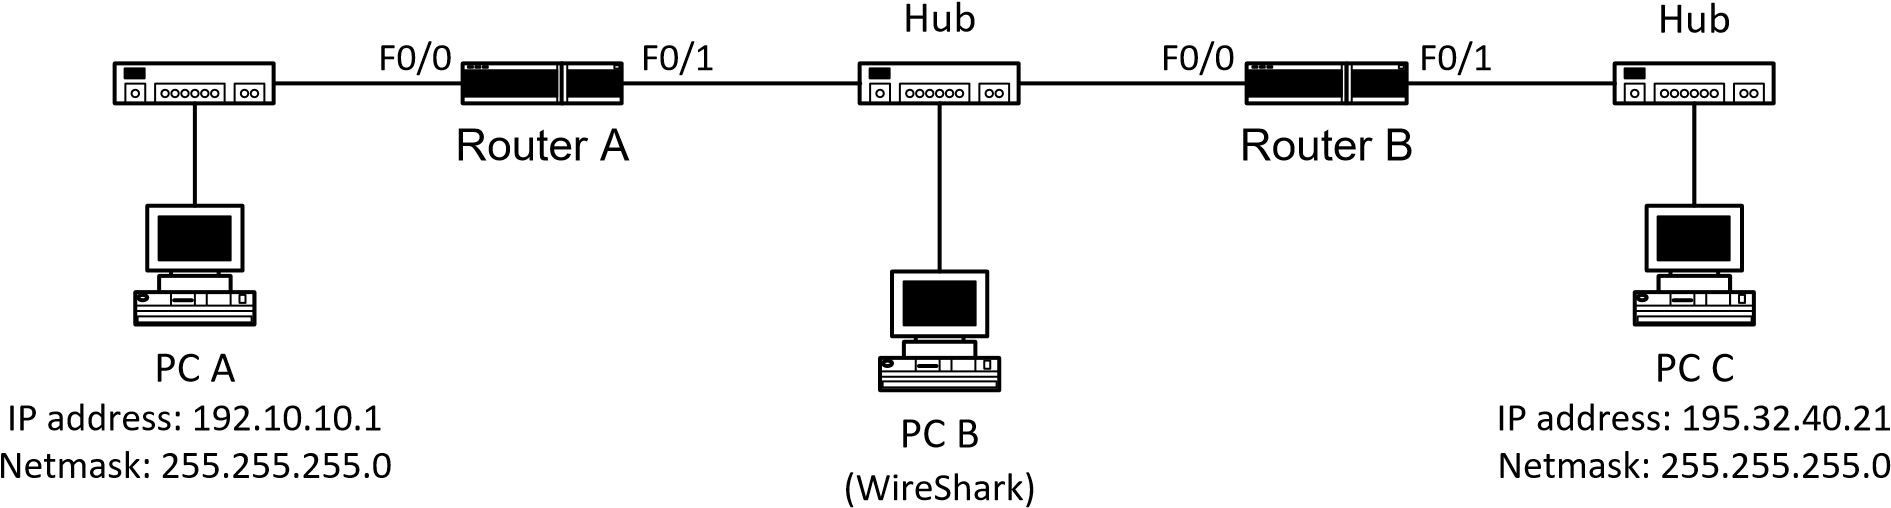 Hub
Hub
F0/0
F0/1
F0/0
F0/1
Router A
Router B
PC A
IP address: 192.10.10.1
Netmask: 255.255.255.0
PC B
(WireShark)
PC C
IP address: 195.32.40.21
Netmask: 255.255.255.0